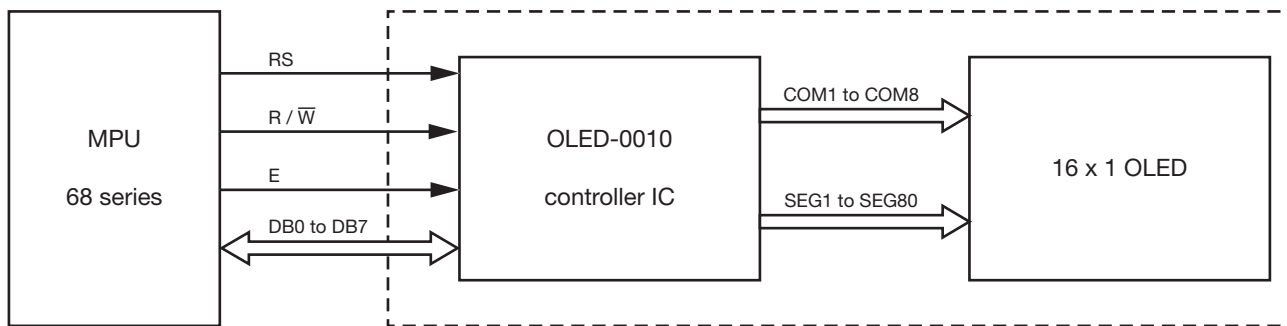 MPU
68 series
RS
R / W̅
E
DB0 to DB7
OLED-0010
controller IC
COM1 to COM8
SEG1 to SEG80
16 x 1 OLED